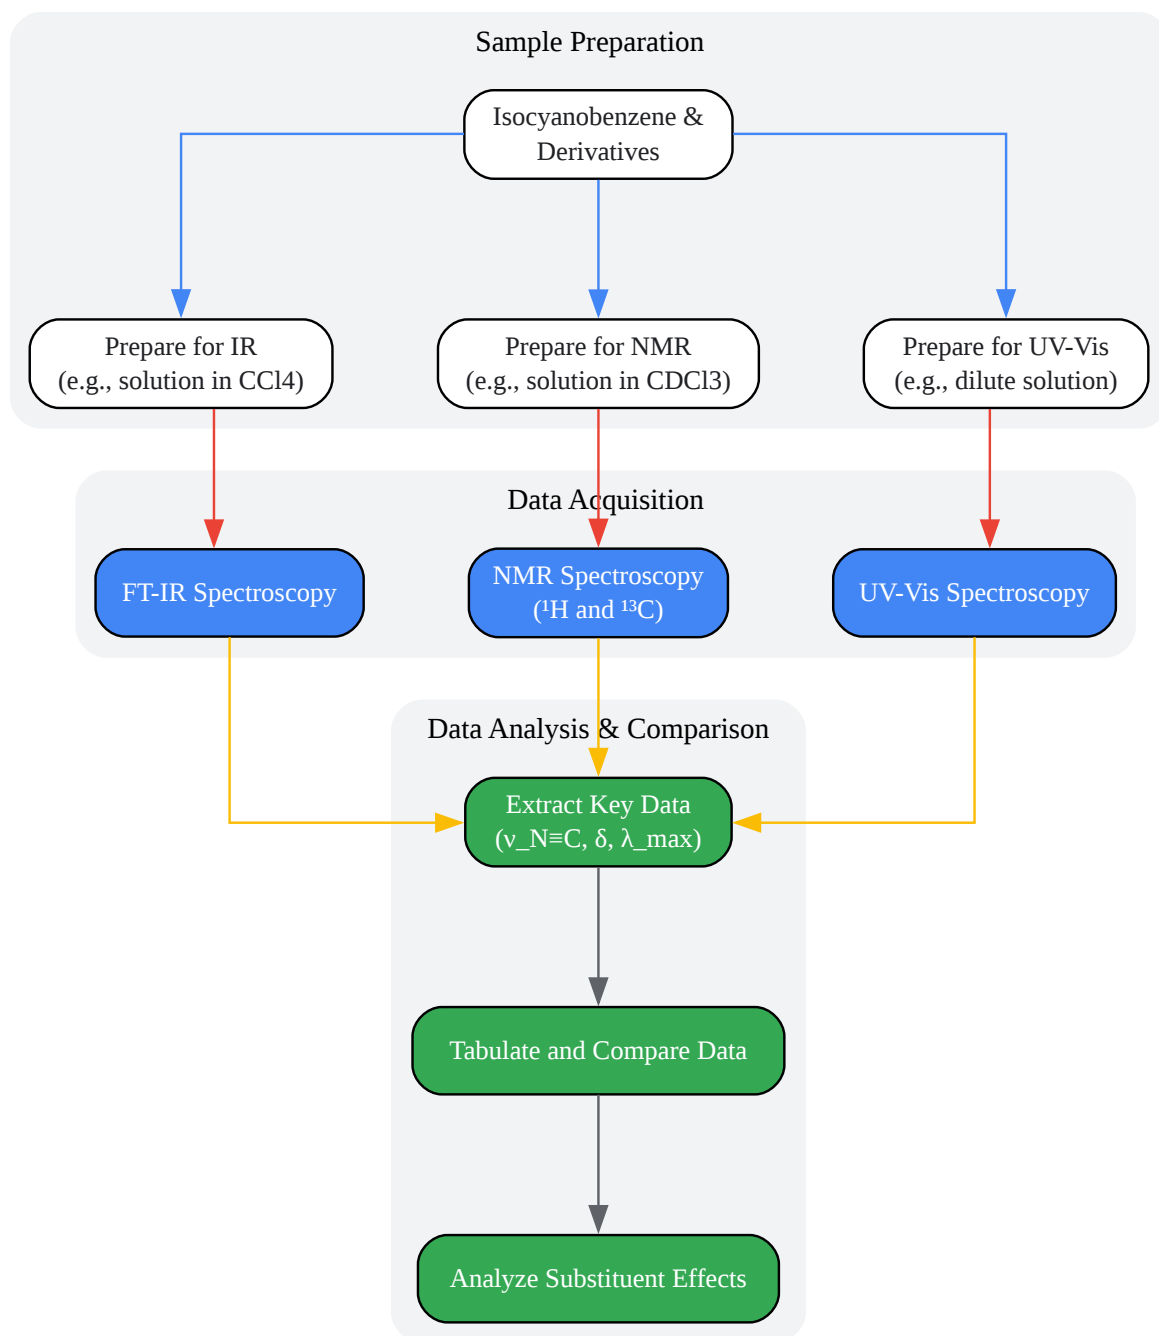 Sample Preparation
Isocyanobenzene &
Derivatives
Prepare for IR
(e.g., solution in CCl4)
Prepare for NMR
(e.g., solution in CDCl3)
Prepare for UV-Vis
(e.g., dilute solution)
Data Acquisition
FT-IR Spectroscopy
NMR Spectroscopy
(¹H and ¹³C)
UV-Vis Spectroscopy
Data Analysis & Comparison
Extract Key Data
(ν_N≡C, δ, λ_max)
Tabulate and Compare Data
Analyze Substituent Effects